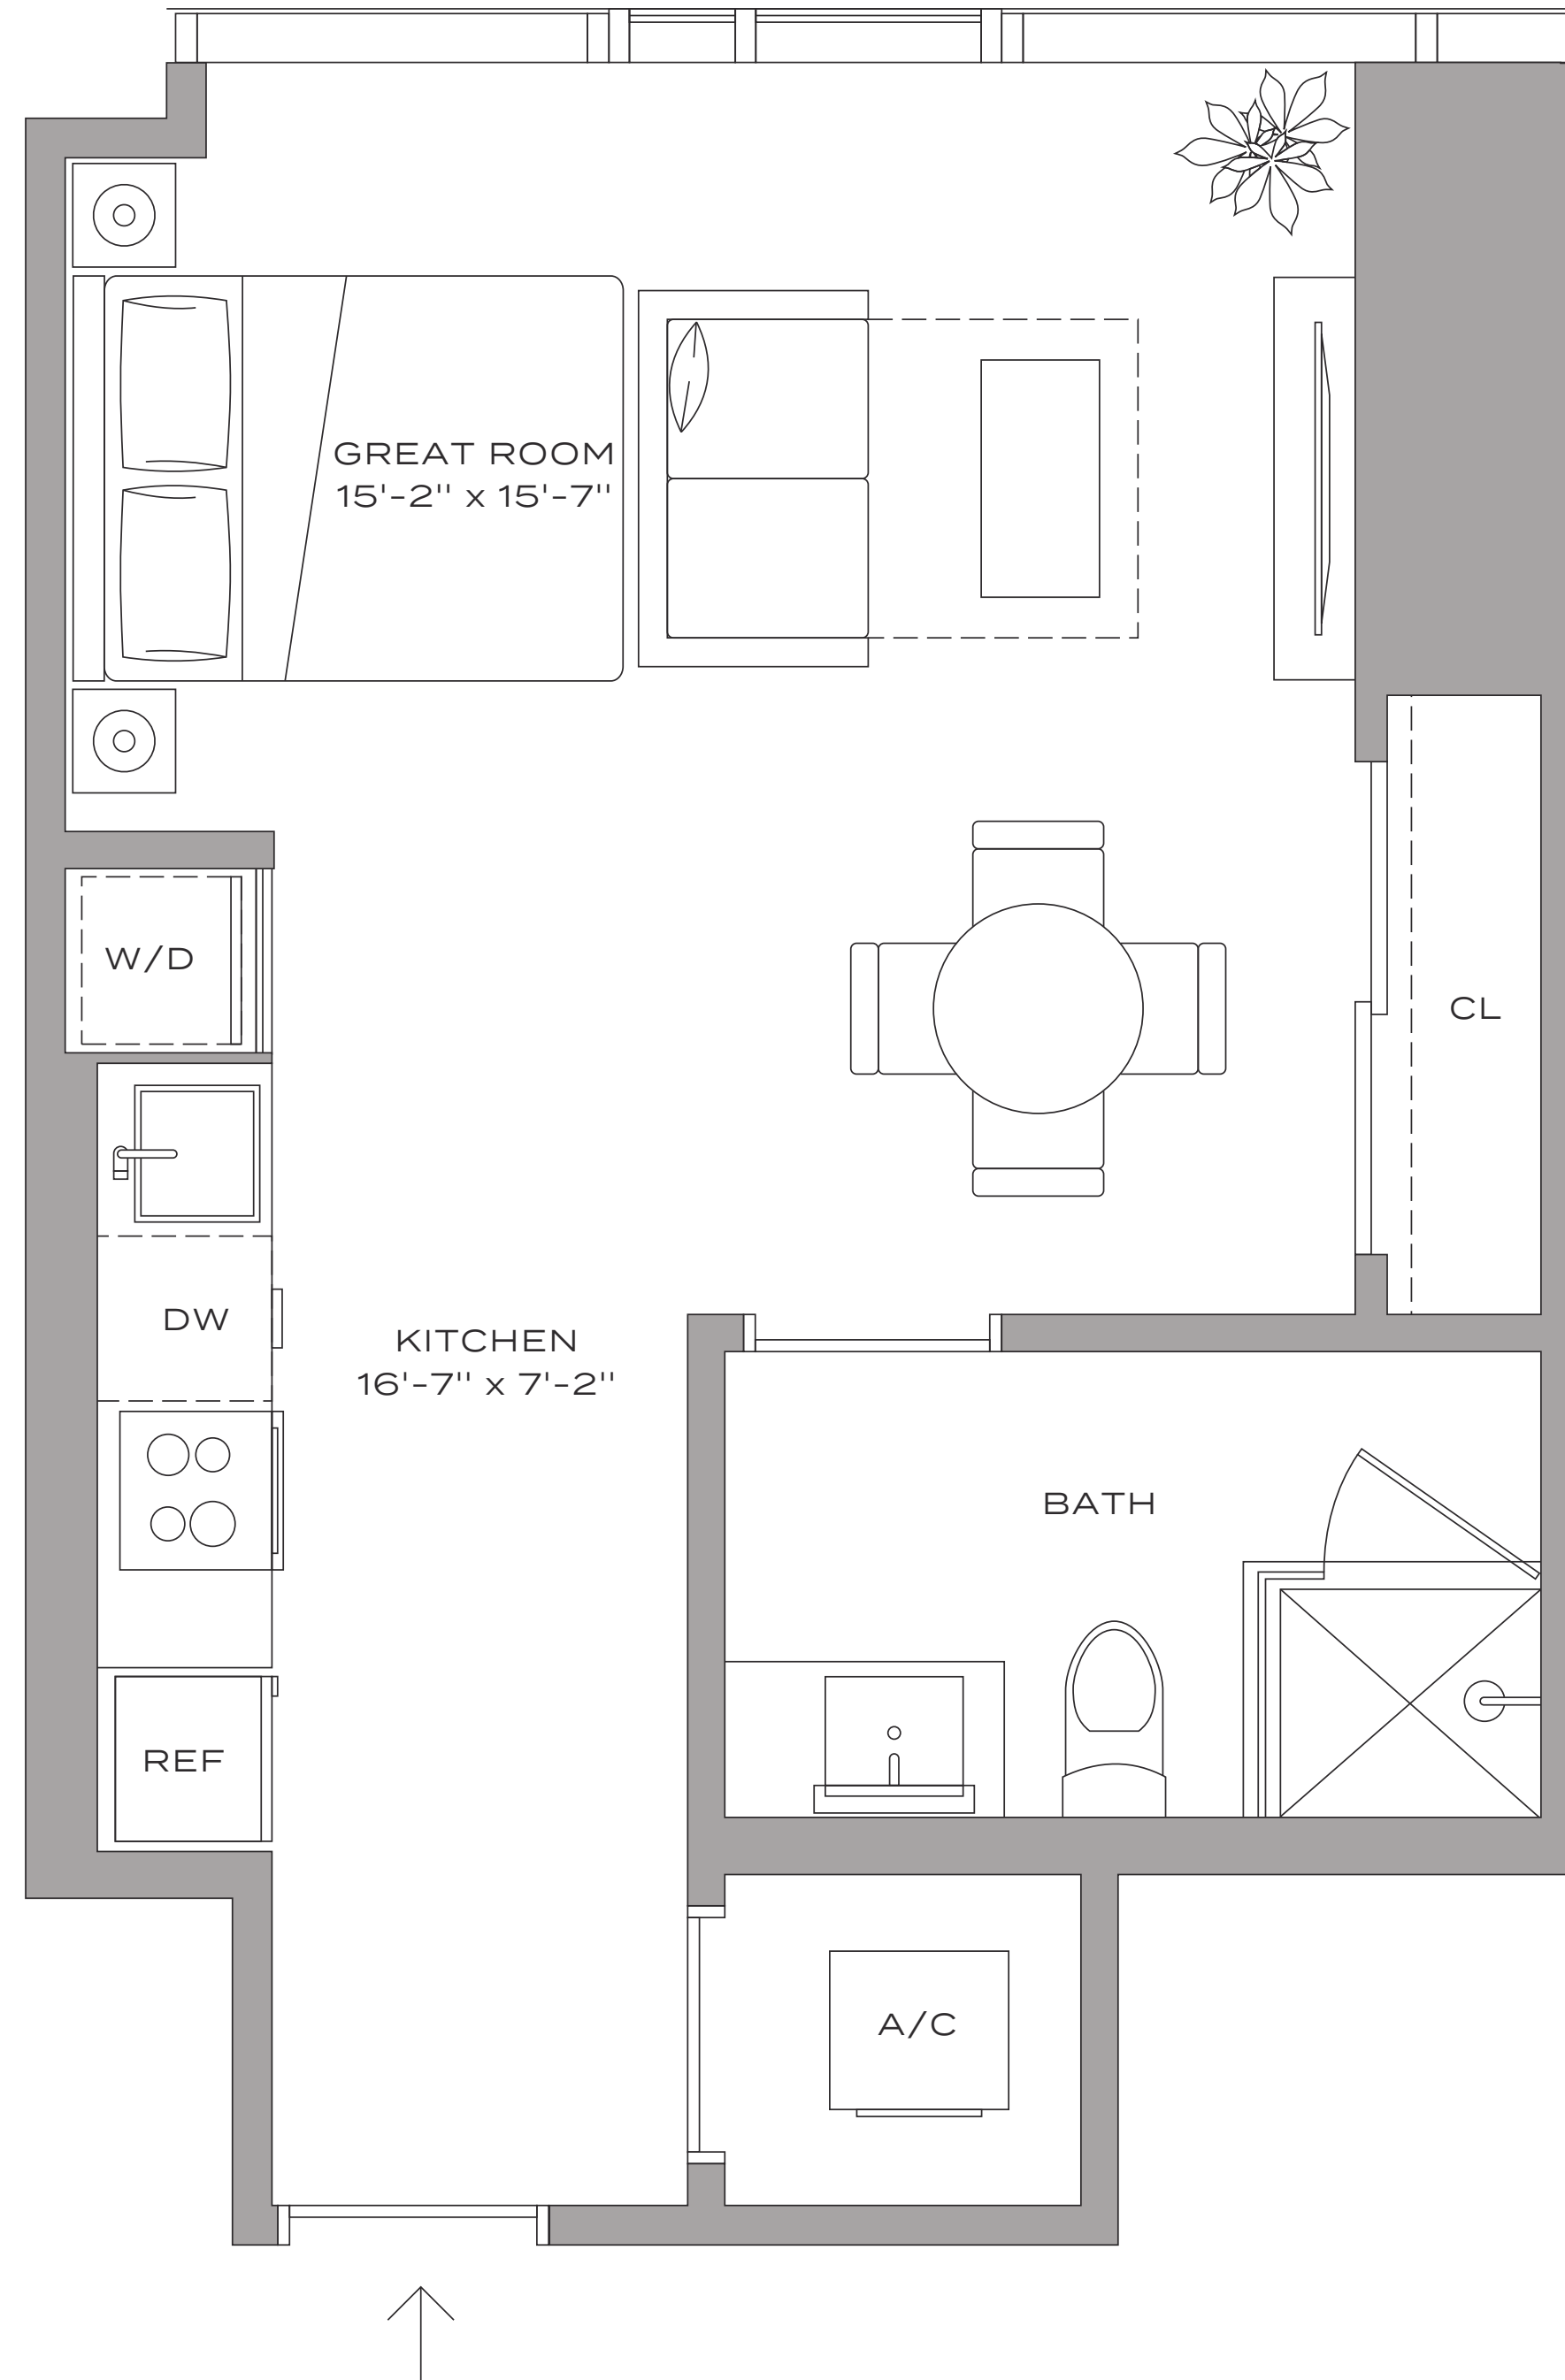 GREAT ROOM
15'-2" x 15'-7"
W/D
CL
DW
KITCHEN
16'-7" x 7'-2"
BATH
REF
A/C